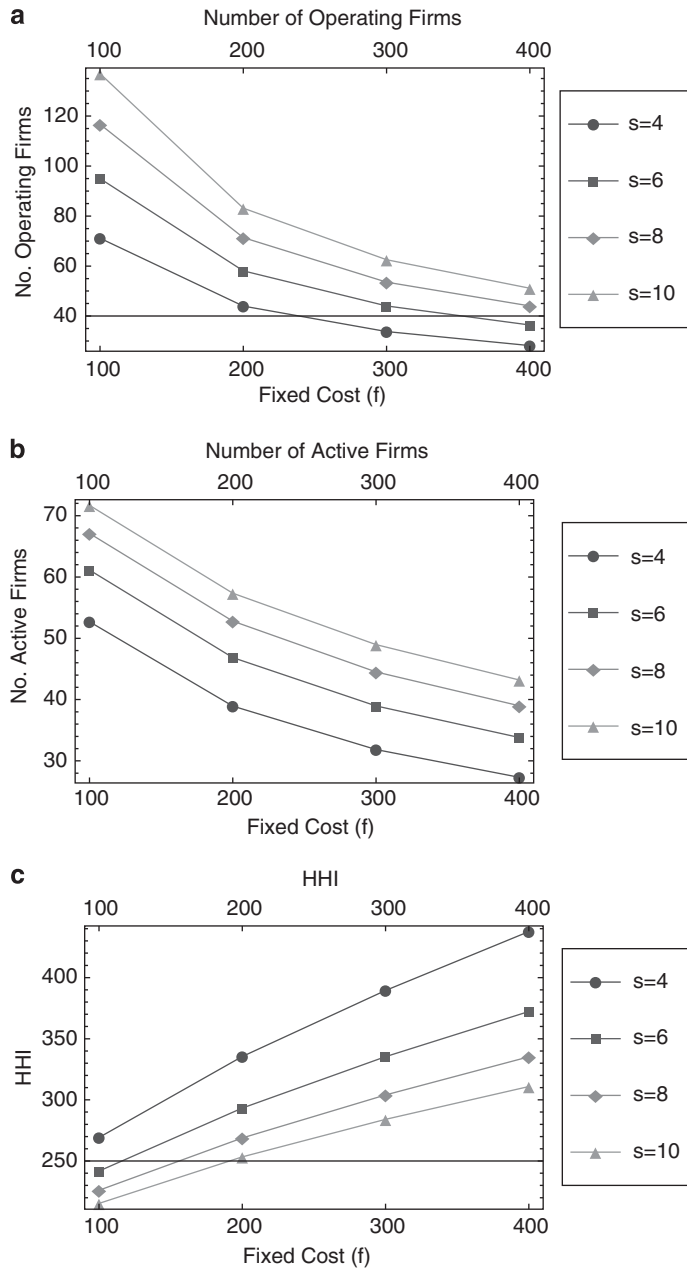 a
Number of Operating Firms
100 200 300 400
No. Operating Firms
120
100
80
60
40
100 200 300 400
Fixed Cost (f)
s=4
s=6
s=8
s=10
b
Number of Active Firms
100 200 300 400
No. Active Firms
70
60
50
40
30
100 200 300 400
Fixed Cost (f)
s=4
s=6
s=8
s=10
c
HHI
100 200 300 400
HHI
400
350
300
250
100 200 300 400
Fixed Cost (f)
s=4
s=6
s=8
s=10